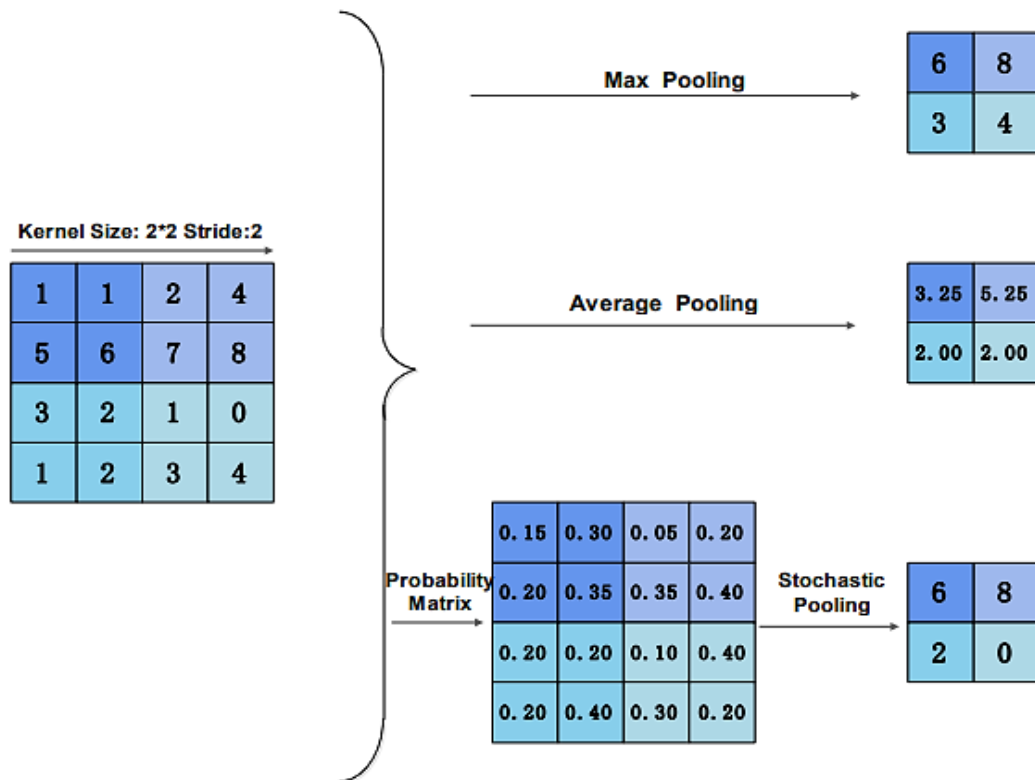 Max Pooling
6 8
3 4
Kernel Size: 2*2 Stride:2
1 1 2 4
5 6 7 8
3 2 1 0
1 2 3 4
Average Pooling
3.25 5.25
2.00 2.00
Probability
Matrix
0.15 0.30 0.05 0.20
0.20 0.35 0.35 0.40
0.20 0.20 0.10 0.40
0.20 0.40 0.30 0.20
Stochastic
Pooling
6 8
2 0